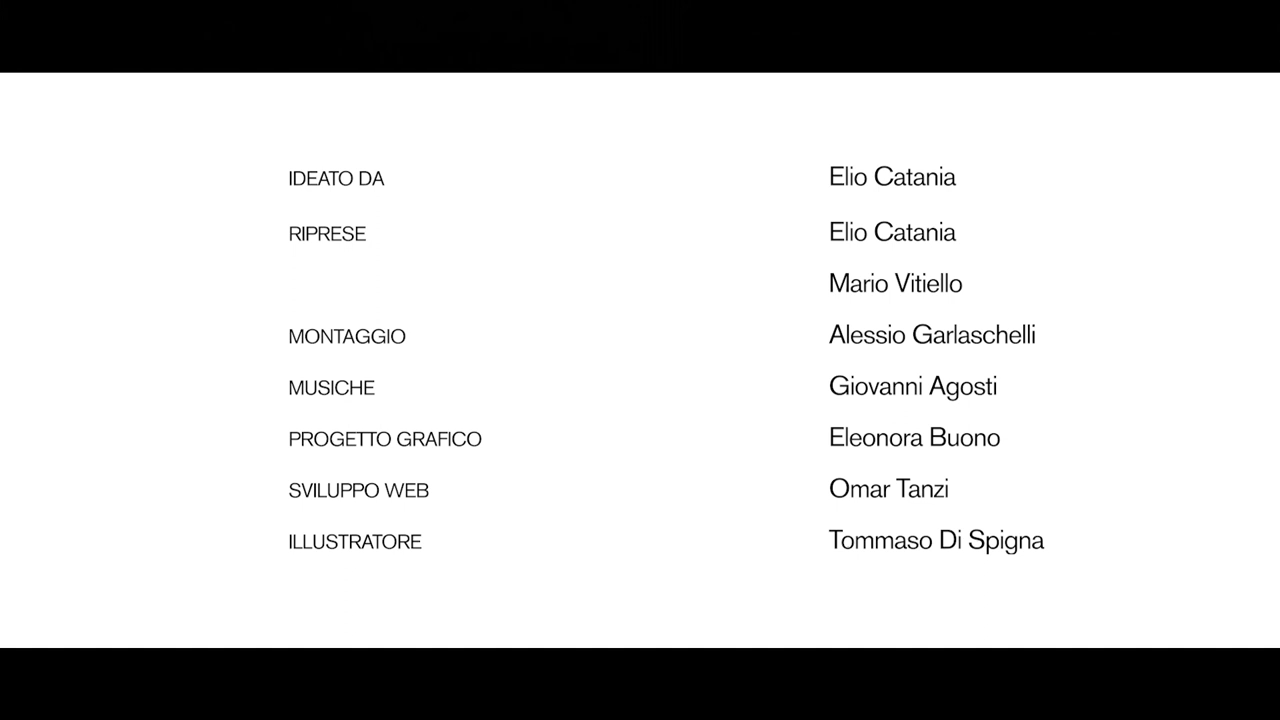 IDEATO DA Elio Catania
RIPRESE Elio Catania
Mario Vitiello
MONTAGGIO Alessio Garlaschelli
MUSICHE Giovanni Agosti
PROGETTO GRAFICO Eleonora Buono
SVILUPPO WEB Omar Tanzi
ILLUSTRATORE Tommaso Di Spigna